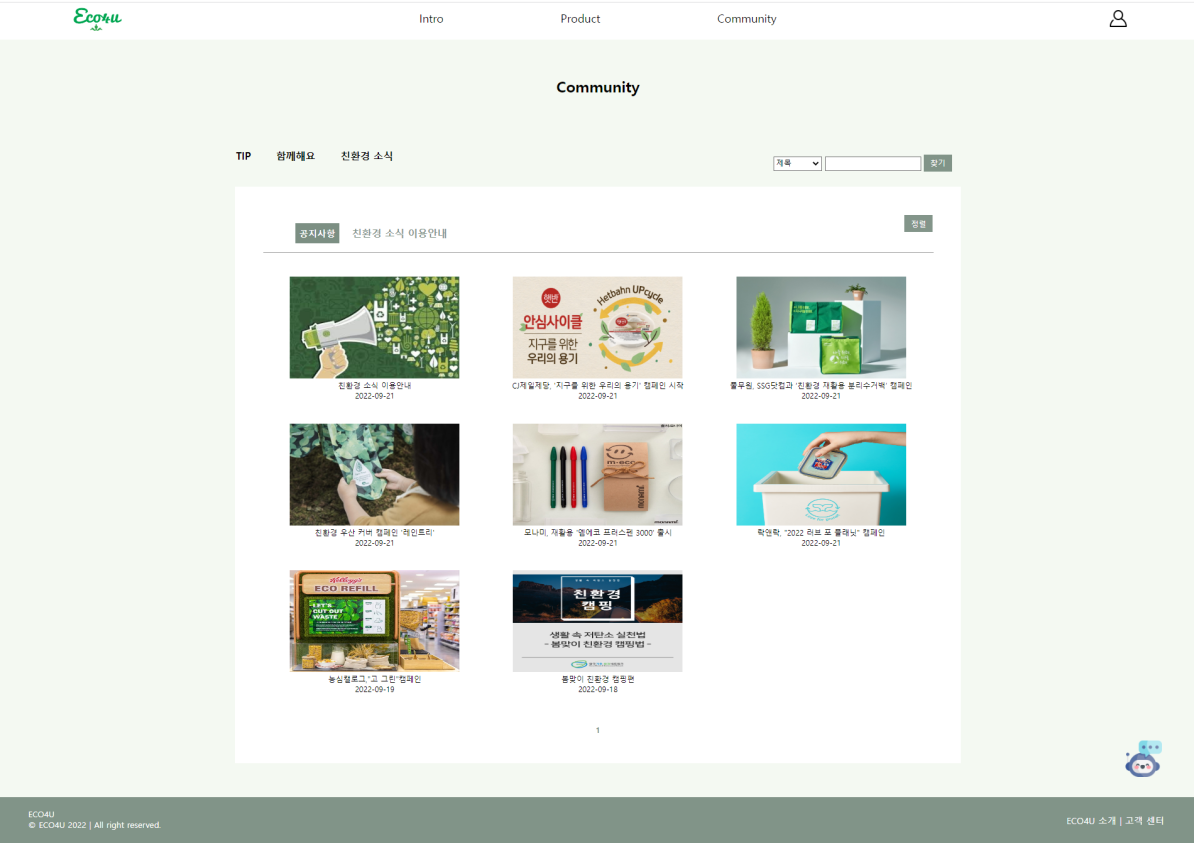 Eco4u
Intro
Product
Community
Community
TIP
함께해요
친환경 소식
제목
찾기
공지사항
친환경 소식 이용안내
정렬
햇반
안심사이클
지구를 위한
우리의 용기
Hetbahn UPcycle
친환경 소식 이용안내
2022-09-21
CJ제일제당, '지구를 위한 우리의 용기' 캠페인 시작
2022-09-21
풀무원, SSG닷컴과 '친환경 재활용 분리수거백' 캠페인
2022-09-21
m-eco
monami
친환경 우산 커버 캠페인 '레인트리'
2022-09-21
모나미, 재활용 '엠에코 프러스펜 3000' 출시
2022-09-21
락앤락, "2022 러브 포 플래닛" 캠페인
2022-09-21
Kellogg's
ECO REFILL
LET'S
CUT OUT
WASTE
친환경
캠핑
생활 속 저탄소 실천법
- 봄맞이 친환경 캠핑법 -
농심켈로그,"고 그린"캠페인
2022-09-19
봄맞이 친환경 캠핑편
2022-09-18
1
ECO4U
© ECO4U 2022 | All right reserved.
ECO4U 소개 | 고객 센터